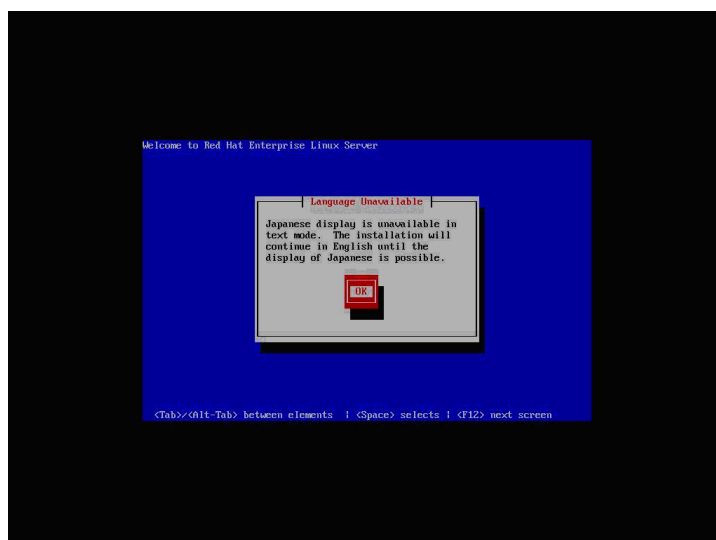 Welcome to Red Hat Enterprise Linux Server
Language Unavailable
Japanese display is unavailable in
text mode.  The installation will
continue in English until the
display of Japanese is possible.
OK
<Tab>/<Alt-Tab> between elements  | <Space> selects | <F12> next screen